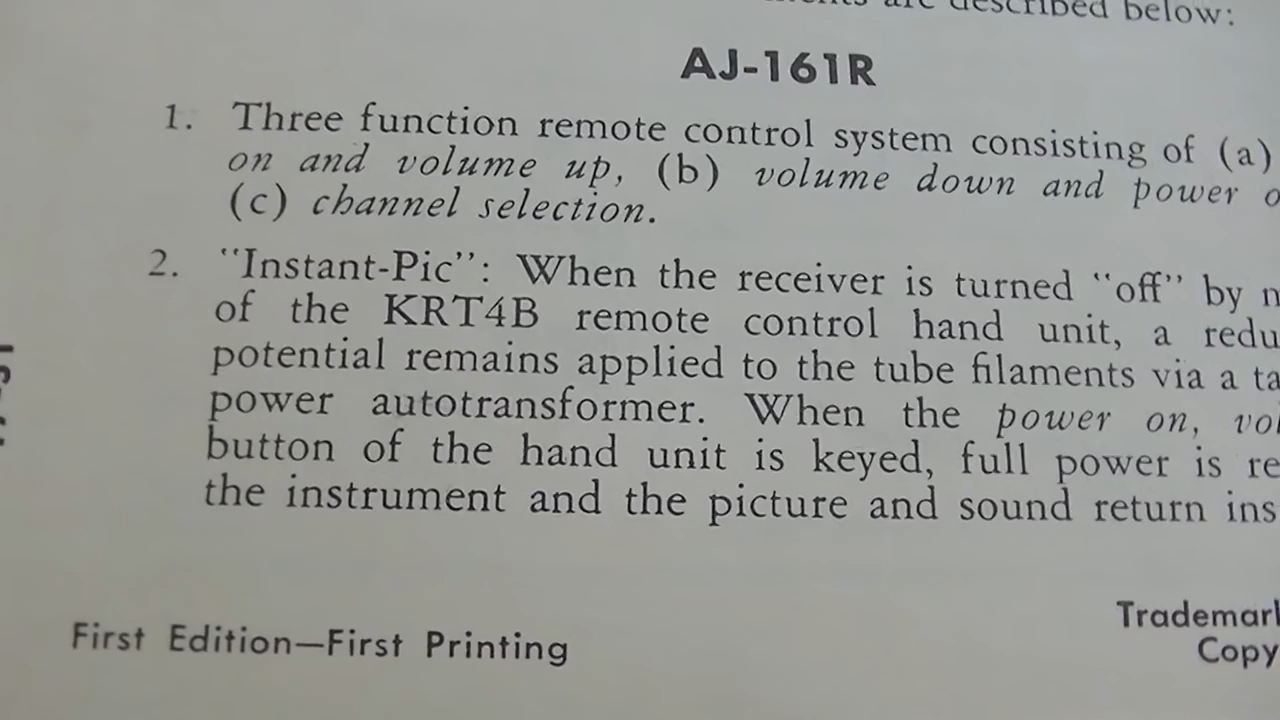 are described below:
AJ-161R
1. Three function remote control system consisting of (a)
on and volume up, (b) volume down and power
(c) channel selection.
2. "Instant-Pic": When the receiver is turned "off" by
of the KRT4B remote control hand unit, a
potential remains applied to the tube filaments via a
power autotransformer. When the power on,
button of the hand unit is keyed, full power is
the instrument and the picture and sound return
First Edition—First Printing